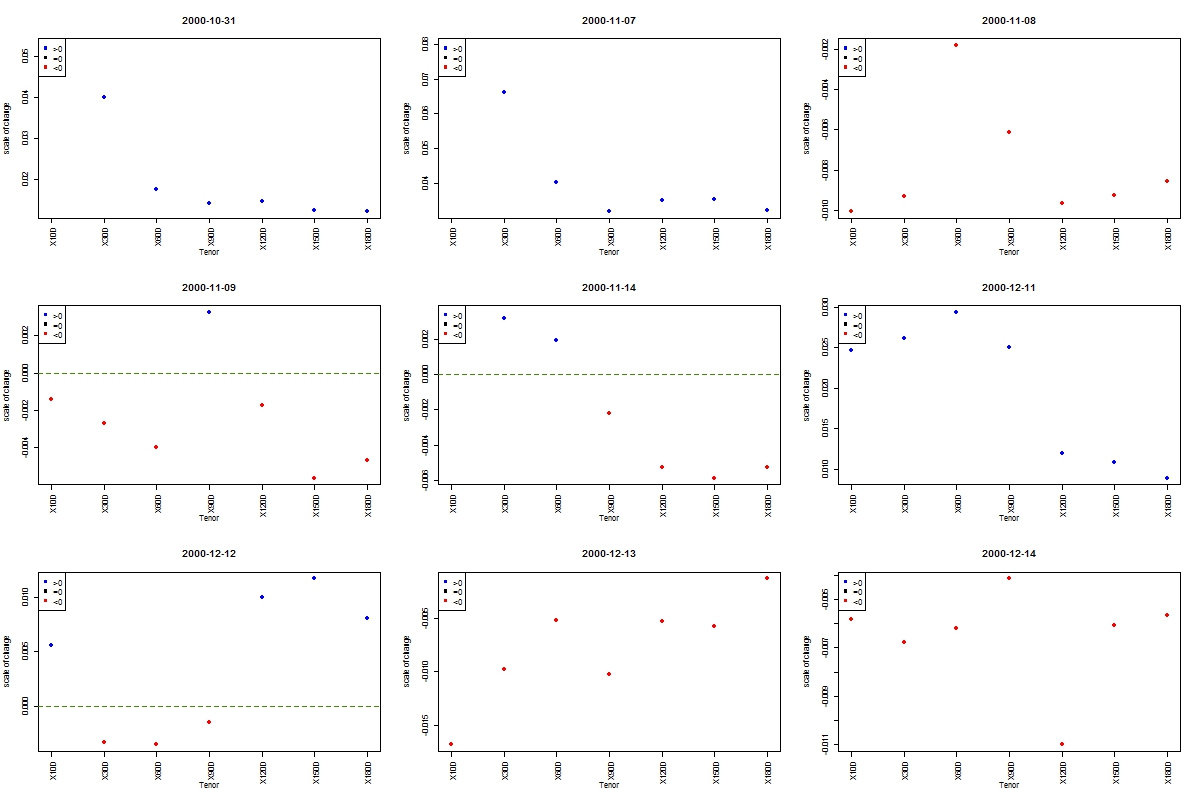 2000-10-31
>0
=0
<0
scale of change
0.02 0.03 0.04 0.05
X100 X300 X600 X900 X1200 X1500 X1800
Tenor
2000-11-07
>0
=0
<0
scale of change
0.04 0.05 0.06 0.07 0.08
X100 X300 X600 X900 X1200 X1500 X1800
Tenor
2000-11-08
>0
=0
<0
scale of change
-0.010 -0.008 -0.006 -0.004 -0.002
X100 X300 X600 X900 X1200 X1500 X1800
Tenor
2000-11-09
>0
=0
<0
scale of change
-0.004 -0.002 0.000 0.002
X100 X300 X600 X900 X1200 X1500 X1800
Tenor
2000-11-14
>0
=0
<0
scale of change
-0.006 -0.004 -0.002 0.000 0.002
X100 X300 X600 X900 X1200 X1500 X1800
Tenor
2000-12-11
>0
=0
<0
scale of change
0.010 0.015 0.020 0.025 0.030
X100 X300 X600 X900 X1200 X1500 X1800
Tenor
2000-12-12
>0
=0
<0
scale of change
0.000 0.005 0.010
X100 X300 X600 X900 X1200 X1500 X1800
Tenor
2000-12-13
>0
=0
<0
scale of change
-0.015 -0.010 -0.005
X100 X300 X600 X900 X1200 X1500 X1800
Tenor
2000-12-14
>0
=0
<0
scale of change
-0.011 -0.009 -0.007 -0.005
X100 X300 X600 X900 X1200 X1500 X1800
Tenor